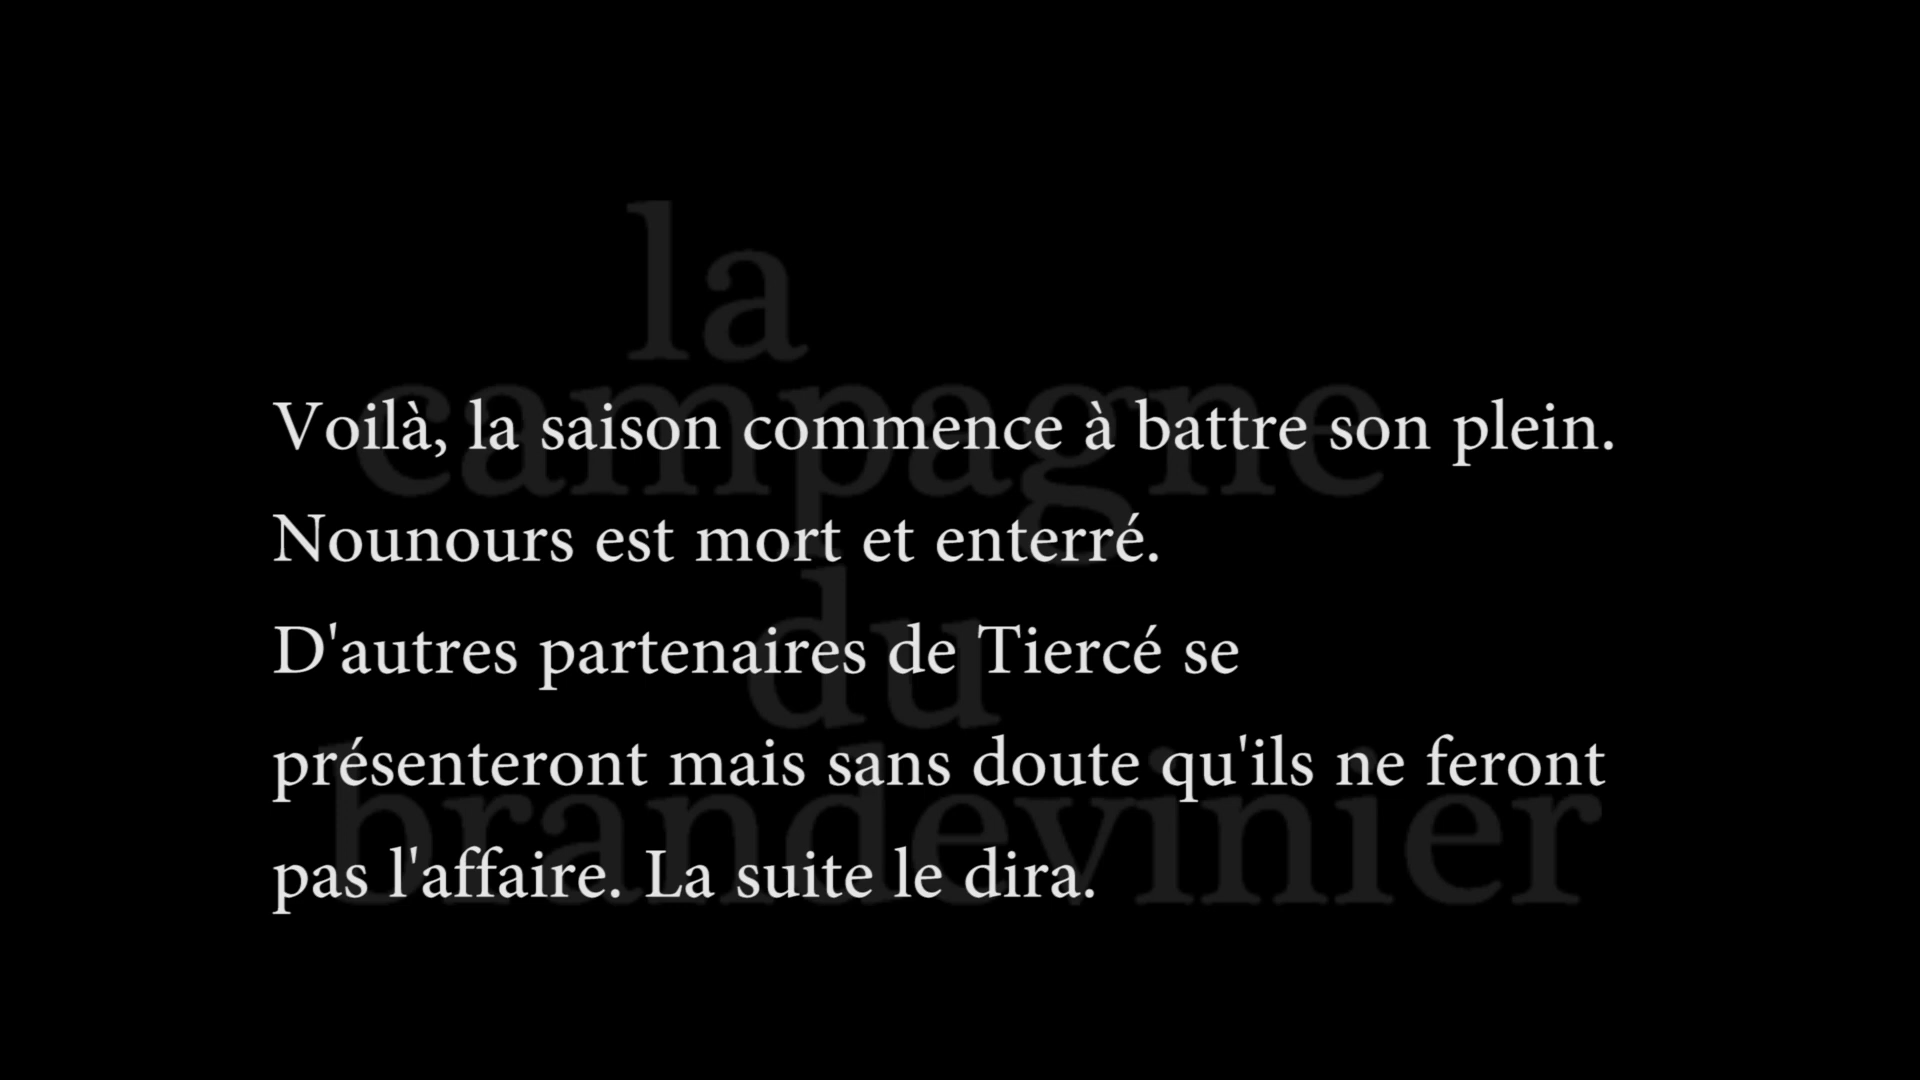 la
campagne
du
brandevinier
Voilà, la saison commence à battre son plein.
Nounours est mort et enterré.
D'autres partenaires de Tiercé se
présenteront mais sans doute qu'ils ne feront
pas l'affaire. La suite le dira.